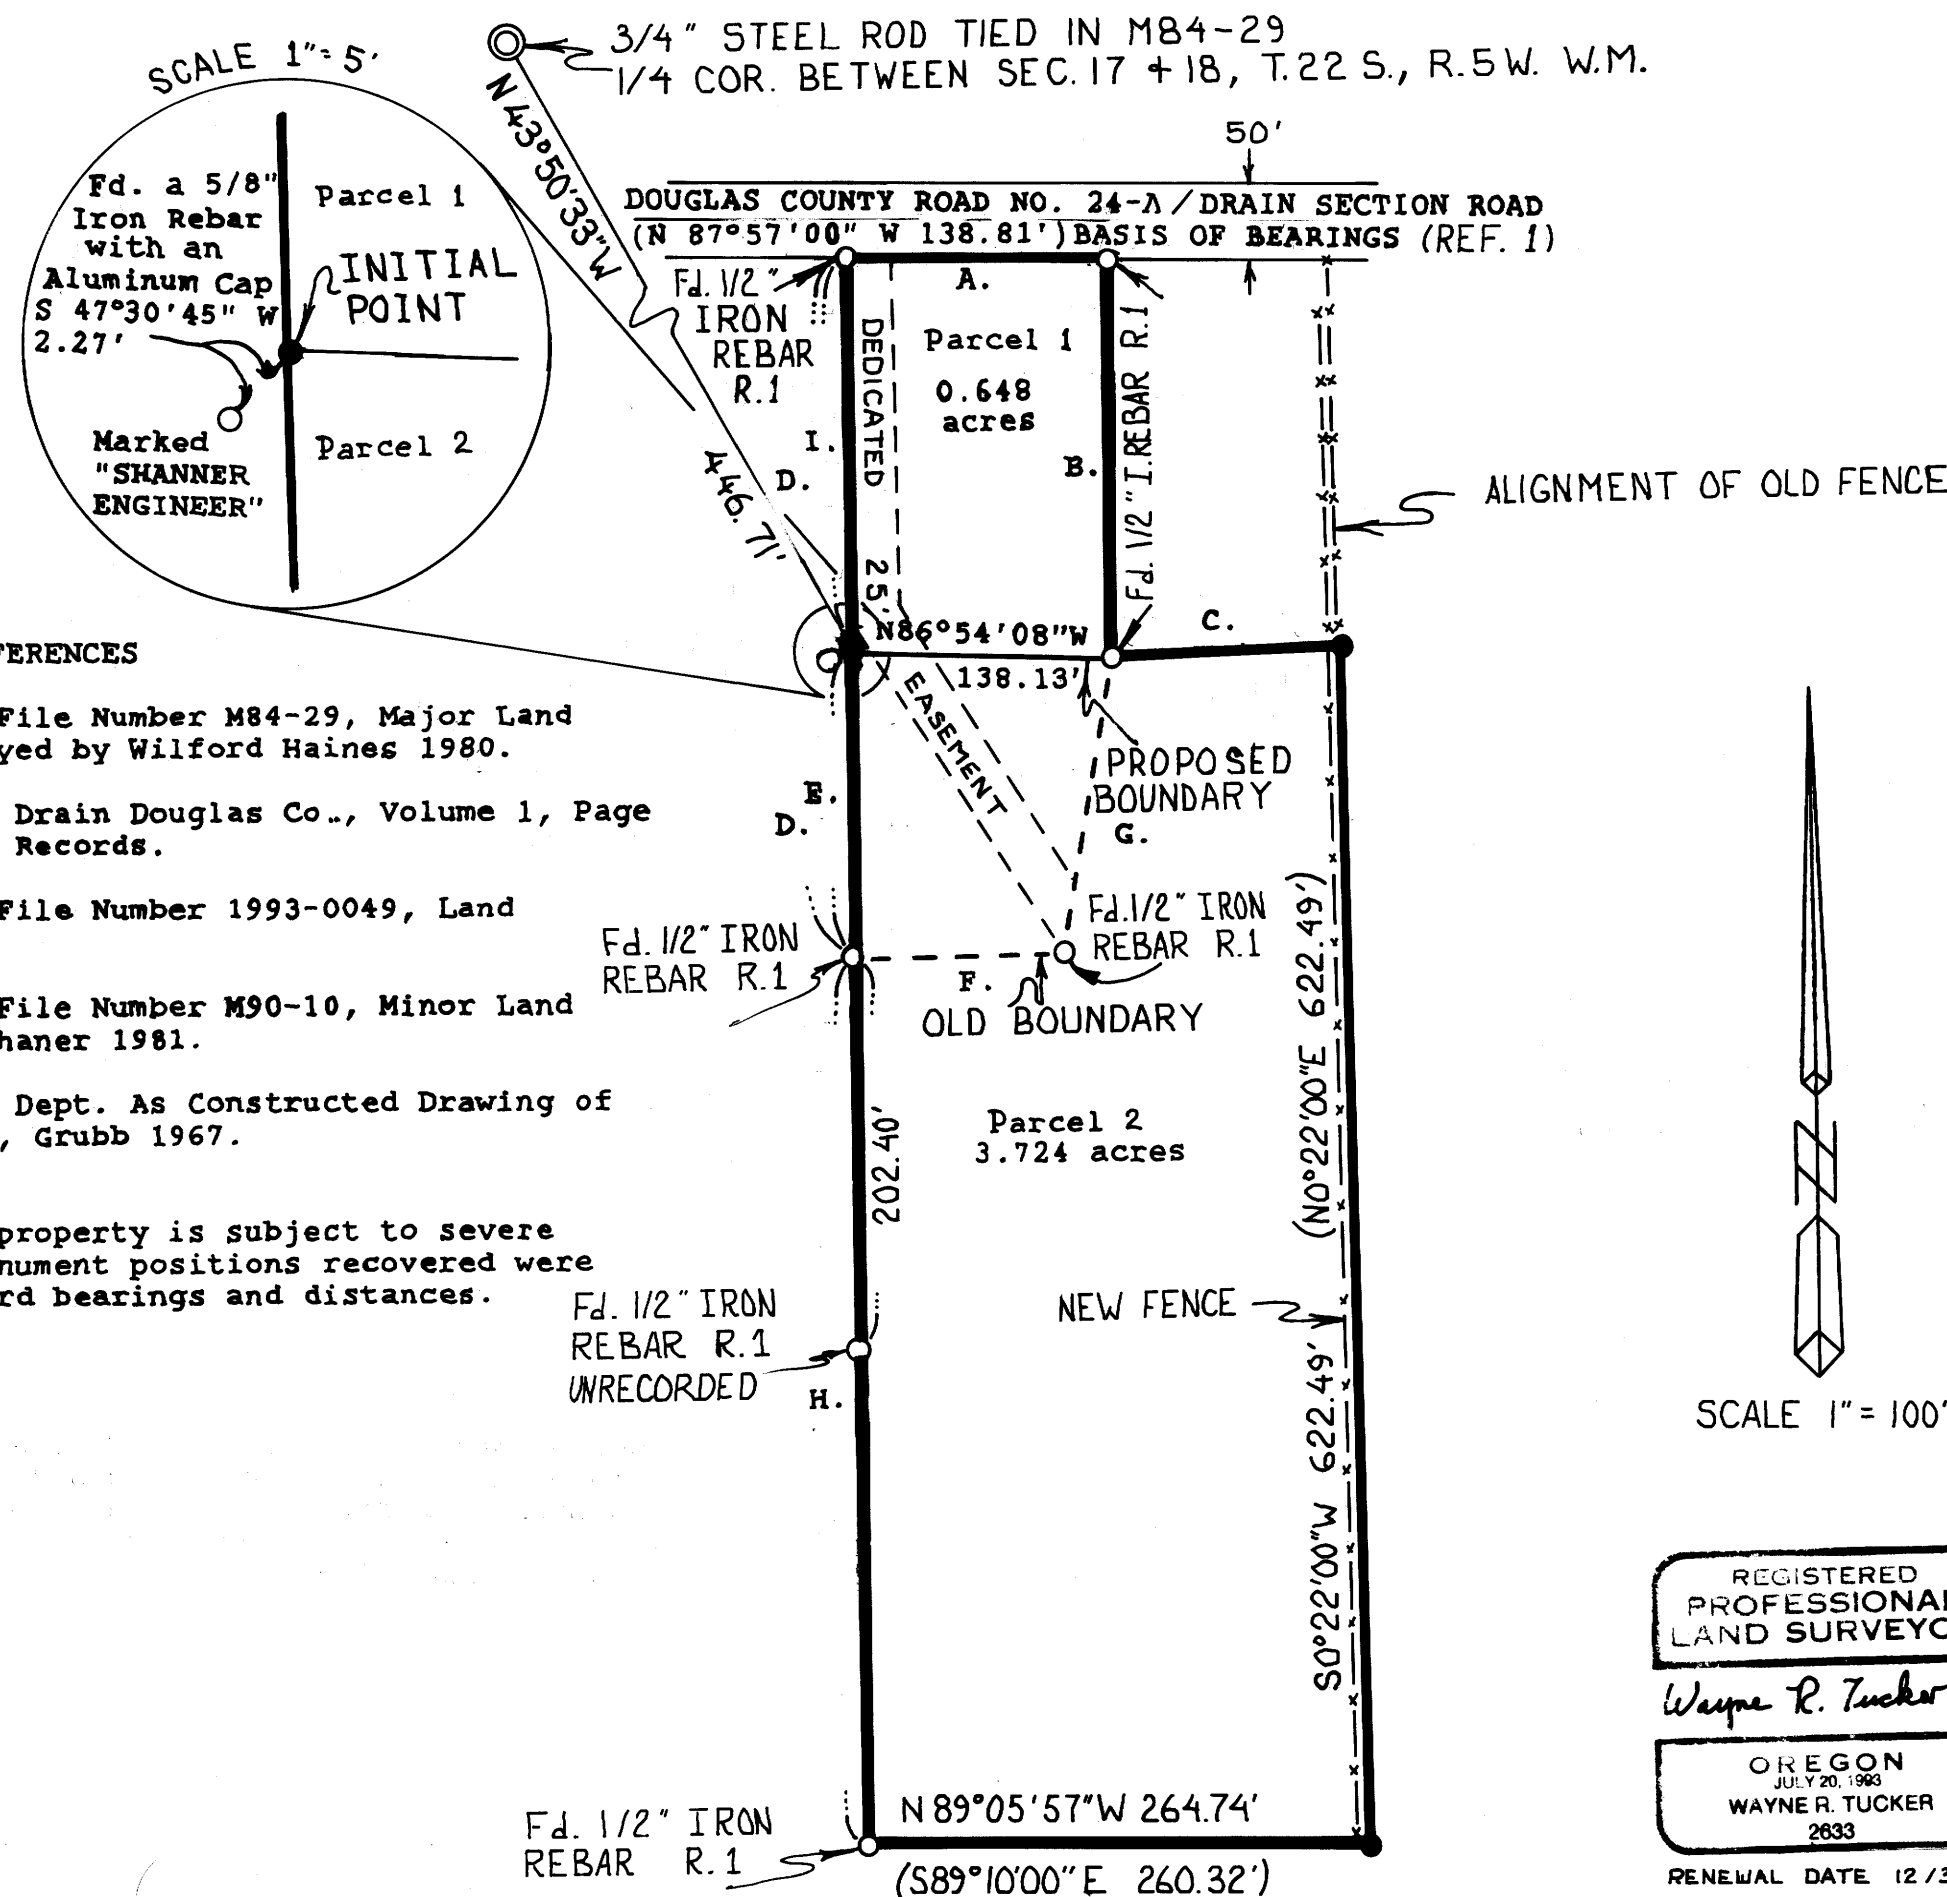 SCALE 1"=5'
3/4" STEEL ROD TIED IN M84-29
1/4 COR. BETWEEN SEC. 17 + 18, T.22 S., R.5W. W.M.
N 43°50'33"W
446.71'
50'
DOUGLAS COUNTY ROAD NO. 24-A / DRAIN SECTION ROAD
(N 87°57'00" W 138.81') BASIS OF BEARINGS (REF. 1)
Fd. a 5/8"
Iron Rebar
with an
Aluminum Cap
S 47°30'45" W
2.27'
Parcel 1
INITIAL
POINT
Marked
"SHANNER
ENGINEER"
Parcel 2
Fd. 1/2"
IRON
REBAR
R.1
A.
DEDICATED 25'
Parcel 1
0.648
acres
I.
D.
B.
Fd. 1/2" I.REBAR R.1
ALIGNMENT OF OLD FENCE
C.
N86°54'08"W
138.13'
EASEMENT
PROPOSED
BOUNDARY
G.
FERENCES
File Number M84-29, Major Land
yed by Wilford Haines 1980.
Drain Douglas Co.., Volume 1, Page
Records.
File Number 1993-0049, Land
File Number M90-10, Minor Land
haner 1981.
Dept. As Constructed Drawing of
, Grubb 1967.
property is subject to severe
nument positions recovered were
rd bearings and distances.
E.
D.
Fd. 1/2" IRON
REBAR R.1
Fd. 1/2" IRON
REBAR R.1
F.
OLD BOUNDARY
(N0°22'00"E 622.49')
Parcel 2
3.724 acres
202.40'
Fd. 1/2" IRON
REBAR R.1
UNRECORDED
H.
NEW FENCE
S0°22'00"W 622.49'
N
SCALE 1"= 100'
N 89°05'57"W 264.74'
(S89°10'00"E 260.32')
Fd. 1/2" IRON
REBAR R.1
REGISTERED
PROFESSIONAL
LAND SURVEYO
Wayne R. Tucker
OREGON
JULY 20, 1993
WAYNE R. TUCKER
2633
RENEWAL DATE 12/3